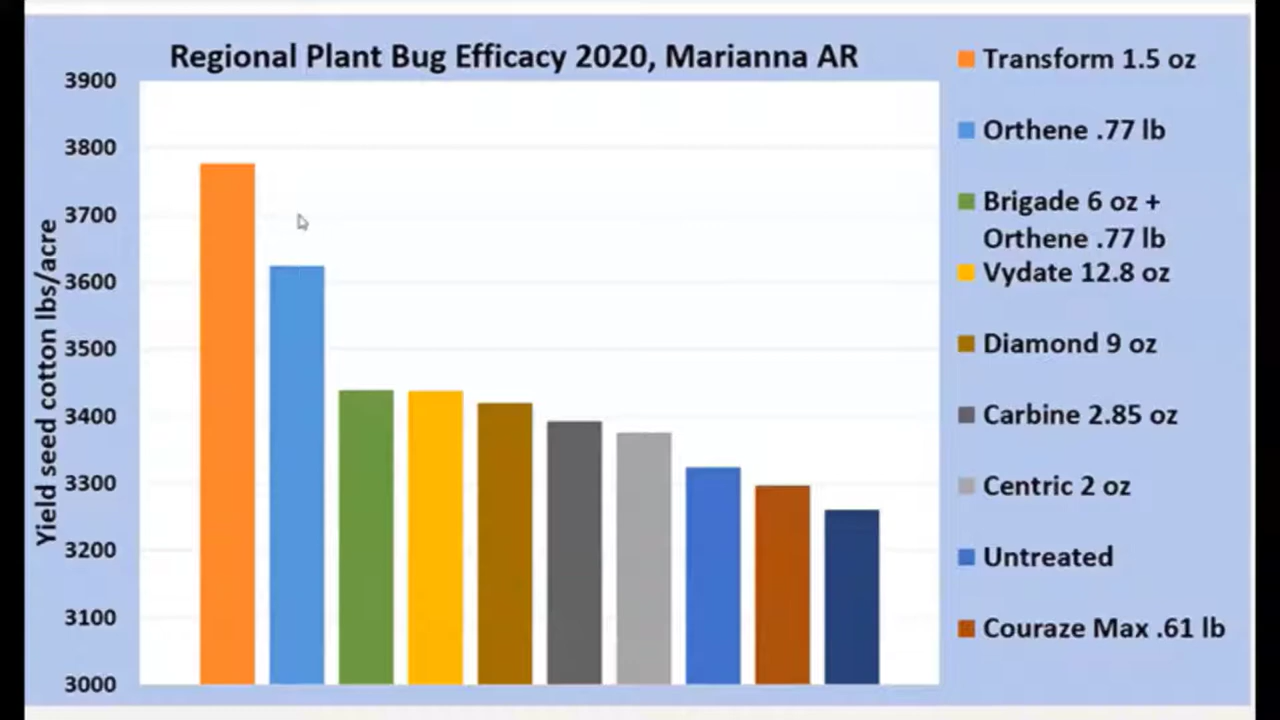 Regional Plant Bug Efficacy 2020, Marianna AR
Yield seed cotton lbs/acre
3900
3800
3700
3600
3500
3400
3300
3200
3100
3000
Transform 1.5 oz
Orthene .77 lb
Brigade 6 oz +
Orthene .77 lb
Vydate 12.8 oz
Diamond 9 oz
Carbine 2.85 oz
Centric 2 oz
Untreated
Couraze Max .61 lb